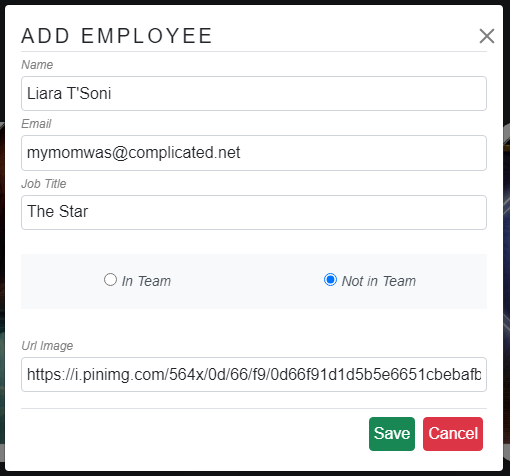 ADD EMPLOYEE
Name
Liara T'Soni
Email
mymomwas@complicated.net
Job Title
The Star
In Team Not in Team
Url Image
https://i.pinimg.com/564x/0d/66/f9/0d66f91d1d5b5e6651cbebafb
Save Cancel